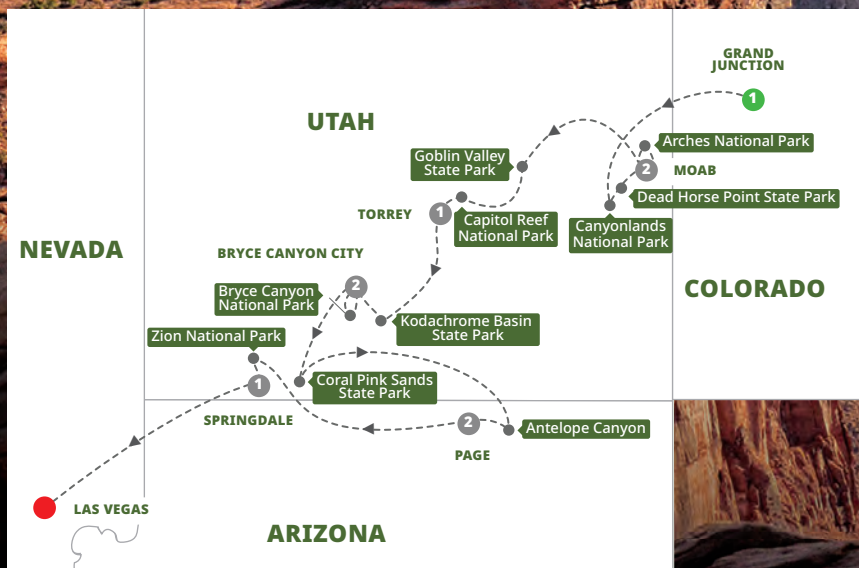 GRAND
JUNCTION
1
UTAH
Arches National Park
Goblin Valley
State Park
2
MOAB
Dead Horse Point State Park
TORREY
1
Capitol Reef
National Park
Canyonlands
National Park
NEVADA
BRYCE CANYON CITY
COLORADO
2
Bryce Canyon
National Park
Kodachrome Basin
State Park
Zion National Park
1
Coral Pink Sands
State Park
SPRINGDALE
2
Antelope Canyon
PAGE
LAS VEGAS
ARIZONA